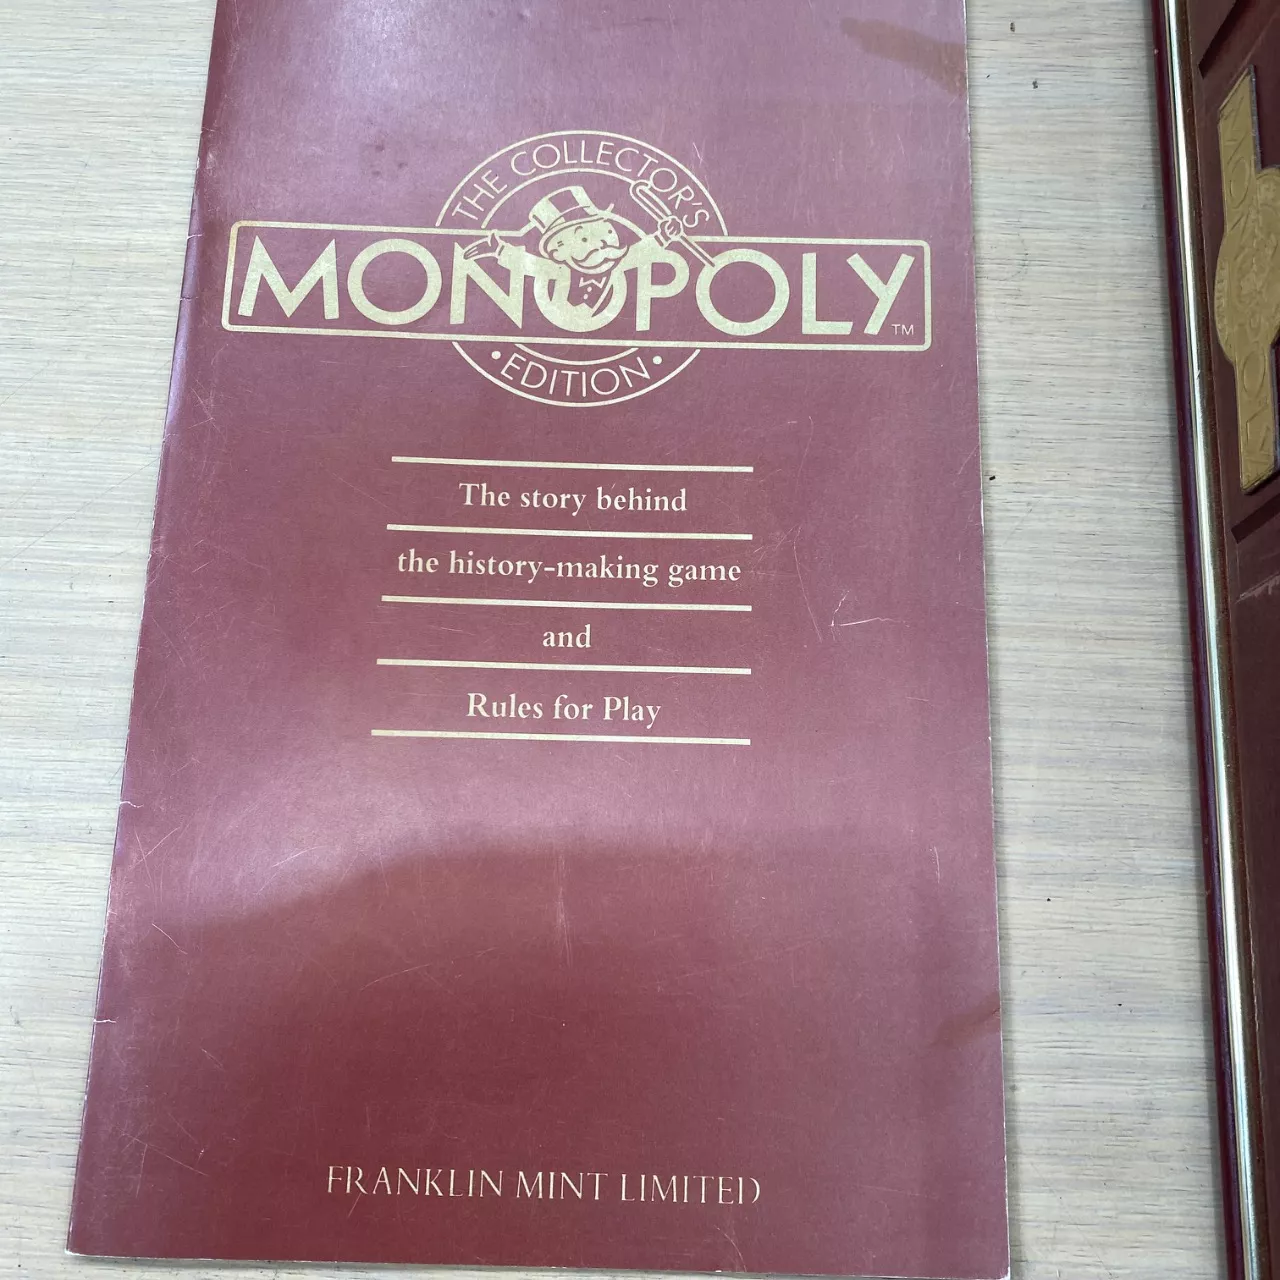 THE COLLECTOR'S
MONOPOLY™
• EDITION •
The story behind
the history-making game
and
Rules for Play
FRANKLIN MINT LIMITED